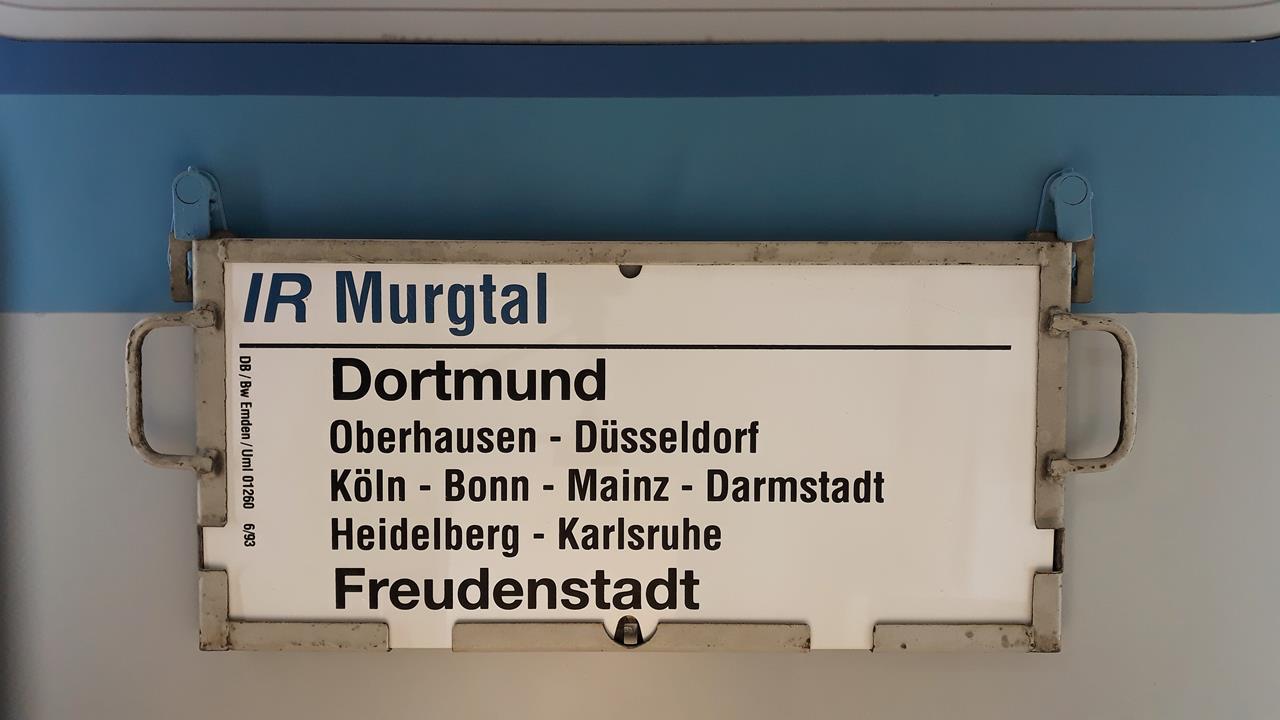 IR Murgtal
Dortmund
Oberhausen - Düsseldorf
Köln - Bonn - Mainz - Darmstadt
Heidelberg - Karlsruhe
Freudenstadt
DB / Bw Emden / Uml 01260 6/93